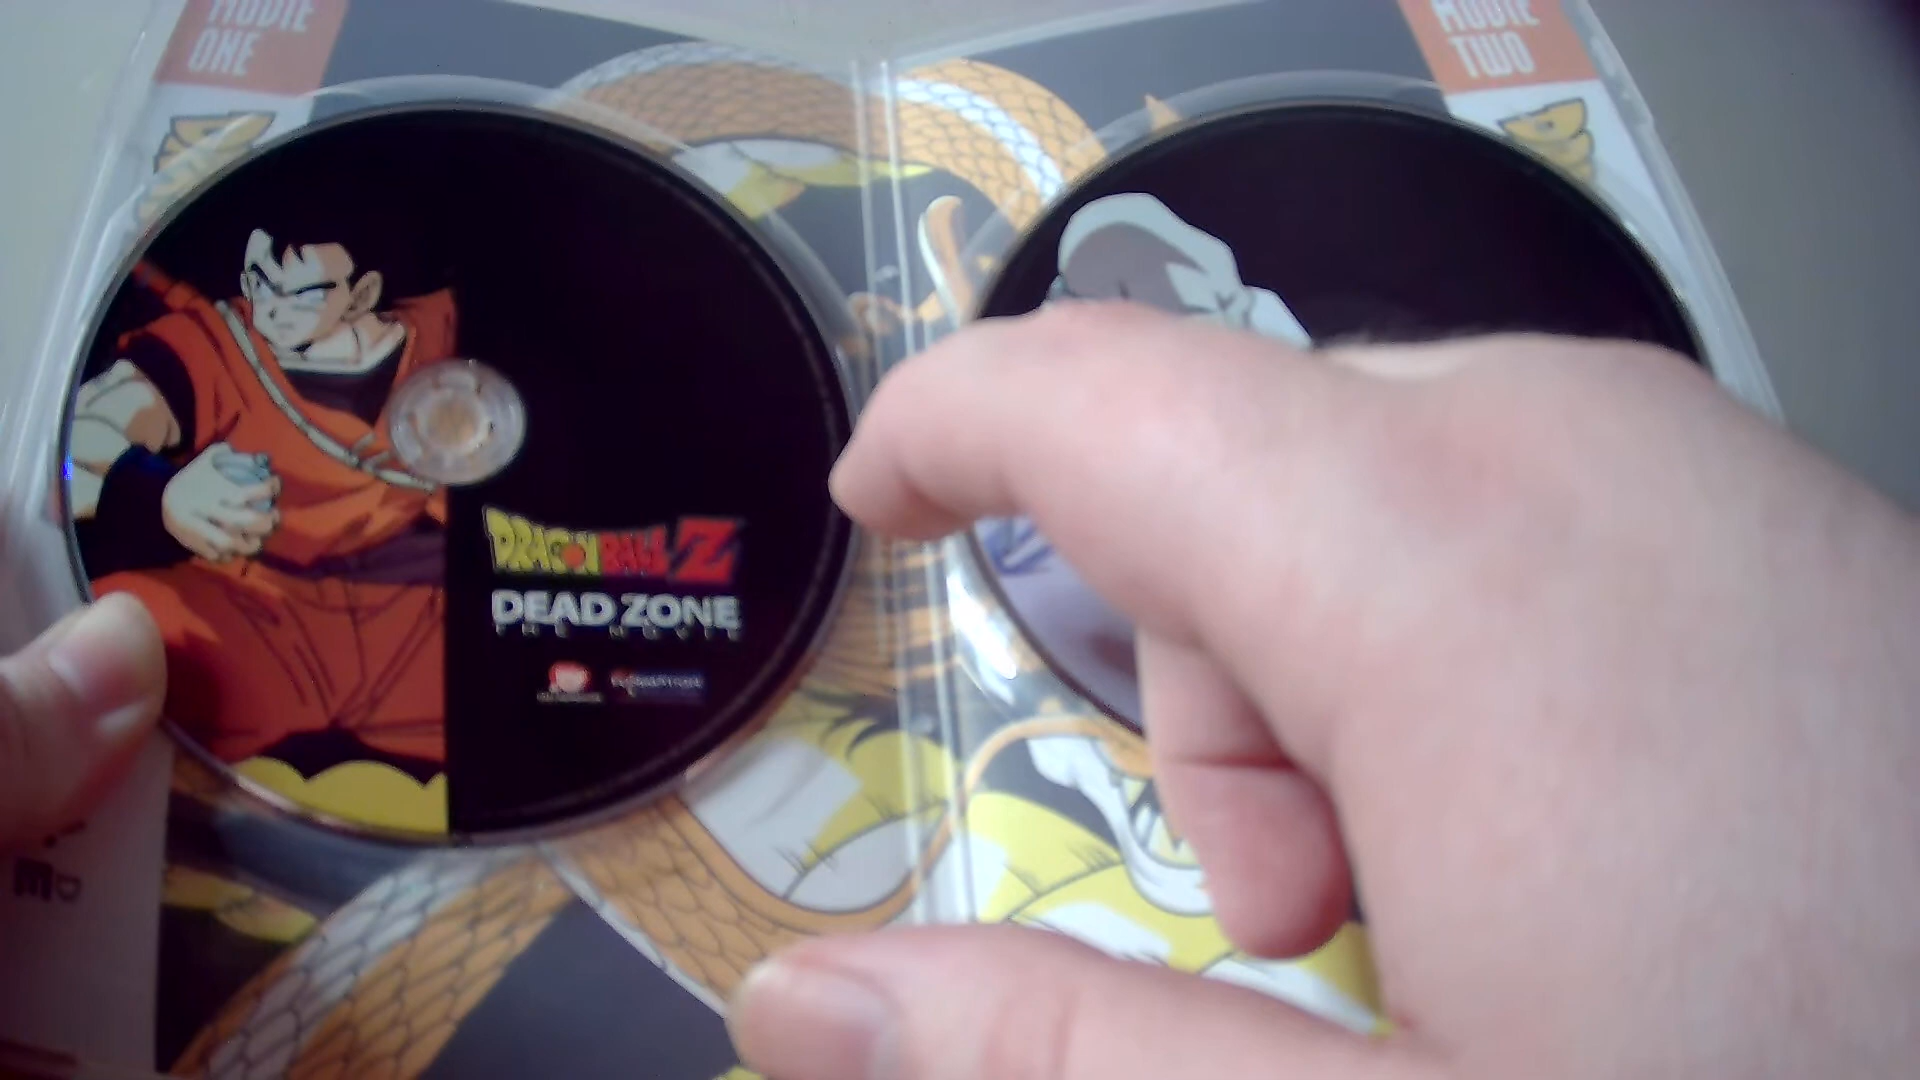 MOVIE
ONE
MOVIE
TWO
DRAGON BALL Z
DEAD ZONE
THE MOVIE